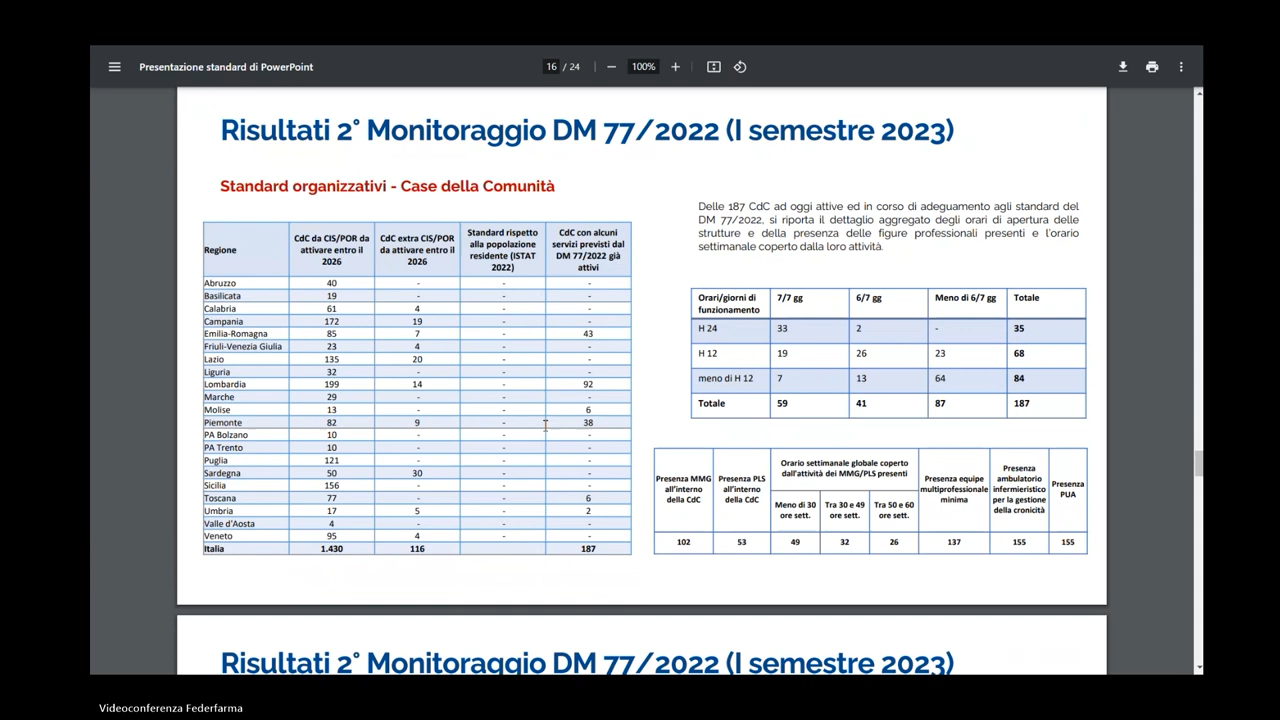 Presentazione standard di PowerPoint
16 / 24
100%
Risultati 2° Monitoraggio DM 77/2022 (I semestre 2023)
Standard organizzativi - Case della Comunità
Regione | CdC da CIS/POR da attivare entro il 2026 | CdC extra CIS/POR da attivare entro il 2026 | Standard rispetto alla popolazione residente (ISTAT 2022) | CdC con alcuni servizi previsti dal DM 77/2022 già attivi
Abruzzo 40 - - -
Basilicata 19 - - -
Calabria 61 4 - -
Campania 172 19 - -
Emilia-Romagna 85 7 - 43
Friuli-Venezia Giulia 23 4 - -
Lazio 135 20 - -
Liguria 32 - - -
Lombardia 199 14 - 92
Marche 29 - - -
Molise 13 - - 6
Piemonte 82 9 - 38
PA Bolzano 10 - - -
PA Trento 10 - - -
Puglia 121 - - -
Sardegna 50 30 - -
Sicilia 156 - - -
Toscana 77 - - 6
Umbria 17 5 - 2
Valle d'Aosta 4 - - -
Veneto 95 4 - -
Italia 1.430 116 187
Delle 187 CdC ad oggi attive ed in corso di adeguamento agli standard del
DM 77/2022, si riporta il dettaglio aggregato degli orari di apertura delle
strutture e della presenza delle figure professionali presenti e l'orario
settimanale coperto dalla loro attività.
Orari/giorni di funzionamento | 7/7 gg | 6/7 gg | Meno di 6/7 gg | Totale
H 24 33 2 - 35
H 12 19 26 23 68
meno di H 12 7 13 64 84
Totale 59 41 87 187
Presenza MMG all'interno della CdC | Presenza PLS all'interno della CdC | Orario settimanale globale coperto dall'attività dei MMG/PLS presenti | Presenza equipe multiprofessionale minima | Presenza ambulatorio infermieristico per la gestione della cronicità | Presenza PUA
Meno di 30 ore sett. | Tra 30 e 49 ore sett. | Tra 50 e 60 ore sett.
102 53 49 32 26 137 155 155
Risultati 2° Monitoraggio DM 77/2022 (I semestre 2023)
Videoconferenza Federfarma